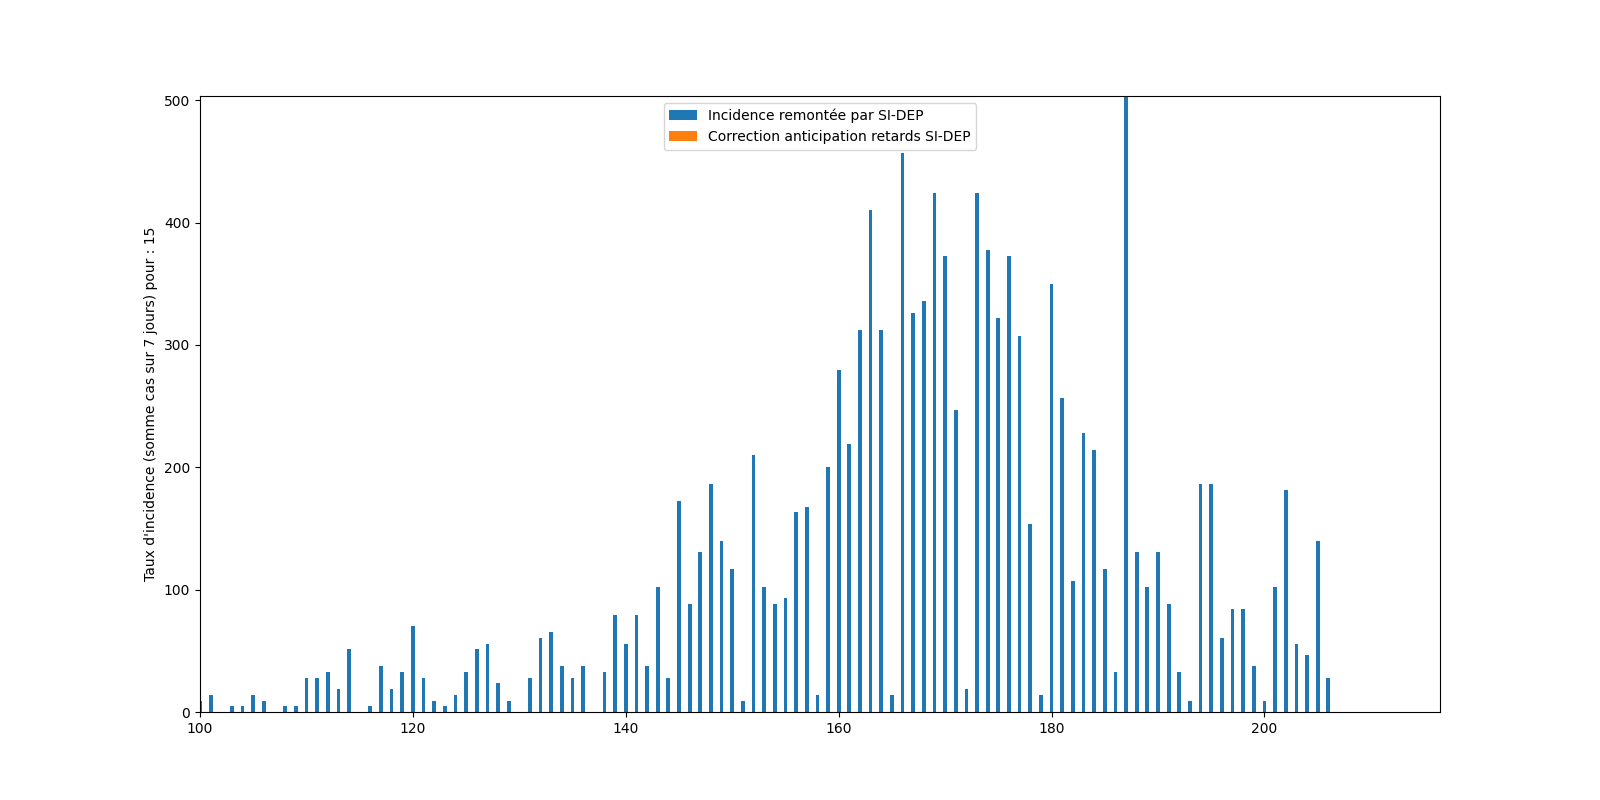 Incidence remontée par SI-DEP
Correction anticipation retards SI-DEP
Taux d'incidence (somme cas sur 7 jours) pour : 15
500
400
300
200
100
0
100 120 140 160 180 200